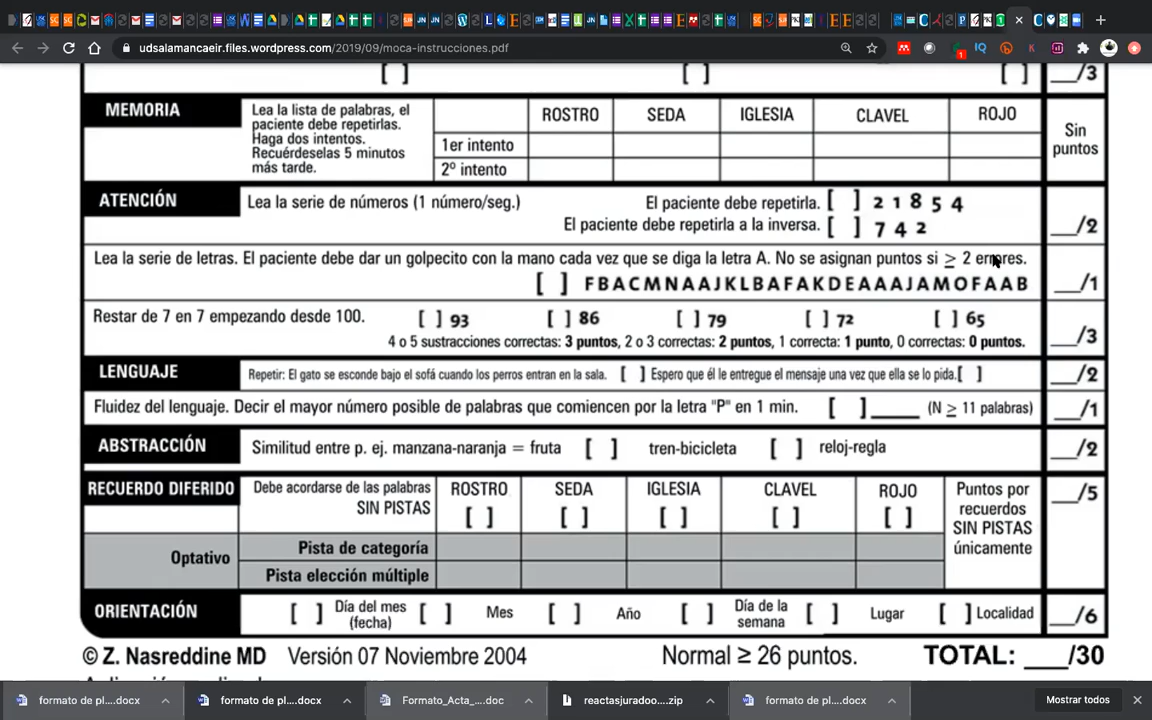 udsalamancaeir.files.wordpress.com/2019/09/moca-instrucciones.pdf
[ ] [ ] [ ] __/3
MEMORIA
Lea la lista de palabras, el
paciente debe repetirlas.
Haga dos intentos.
Recuérdeselas 5 minutos
más tarde.
ROSTRO SEDA IGLESIA CLAVEL ROJO
1er intento
2º intento
Sin
puntos
ATENCIÓN Lea la serie de números (1 número/seg.) El paciente debe repetirla. [ ] 2 1 8 5 4
El paciente debe repetirla a la inversa. [ ] 7 4 2 __/2
Lea la serie de letras. El paciente debe dar un golpecito con la mano cada vez que se diga la letra A. No se asignan puntos si ≥ 2 errores.
[ ] F B A C M N A A J K L B A F A K D E A A A J A M O F A A B __/1
Restar de 7 en 7 empezando desde 100. [ ] 93 [ ] 86 [ ] 79 [ ] 72 [ ] 65
4 o 5 sustracciones correctas: 3 puntos, 2 o 3 correctas: 2 puntos, 1 correcta: 1 punto, 0 correctas: 0 puntos. __/3
LENGUAJE Repetir: El gato se esconde bajo el sofá cuando los perros entran en la sala. [ ] Espero que él le entregue el mensaje una vez que ella se lo pida.[ ] __/2
Fluidez del lenguaje. Decir el mayor número posible de palabras que comiencen por la letra "P" en 1 min. [ ]____ (N ≥ 11 palabras) __/1
ABSTRACCIÓN Similitud entre p. ej. manzana-naranja = fruta [ ] tren-bicicleta [ ] reloj-regla __/2
RECUERDO DIFERIDO
Debe acordarse de las palabras
SIN PISTAS
ROSTRO SEDA IGLESIA CLAVEL ROJO
[ ] [ ] [ ] [ ] [ ]
Puntos por
recuerdos
SIN PISTAS
únicamente
__/5
Optativo
Pista de categoría
Pista elección múltiple
ORIENTACIÓN [ ] Día del mes (fecha) [ ] Mes [ ] Año [ ] Día de la semana [ ] Lugar [ ] Localidad __/6
© Z. Nasreddine MD Versión 07 Noviembre 2004 Normal ≥ 26 puntos. TOTAL: ___/30
formato de pl....docx formato de pl....docx Formato_Acta_....doc reactasjuradoo....zip formato de pl....docx Mostrar todos